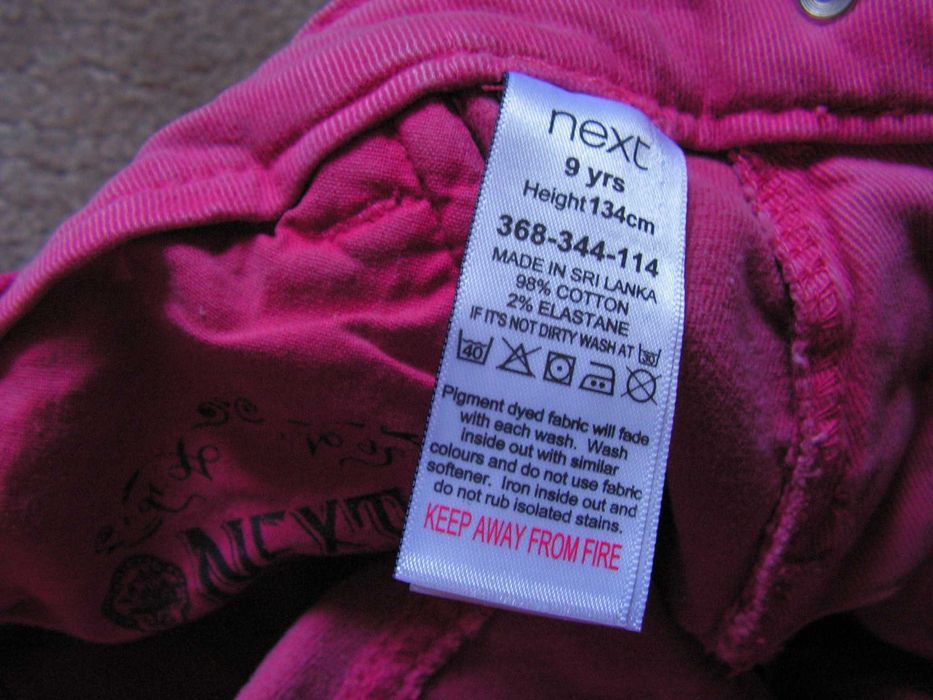 next
9 yrs
Height 134cm
368-344-114
MADE IN SRI LANKA
98% COTTON
2% ELASTANE
IF IT'S NOT DIRTY WASH AT 30
40
Pigment dyed fabric will fade
with each wash. Wash
inside out with similar
colours and do not use fabric
softener. Iron inside out and
do not rub isolated stains.
KEEP AWAY FROM FIRE
NEXT